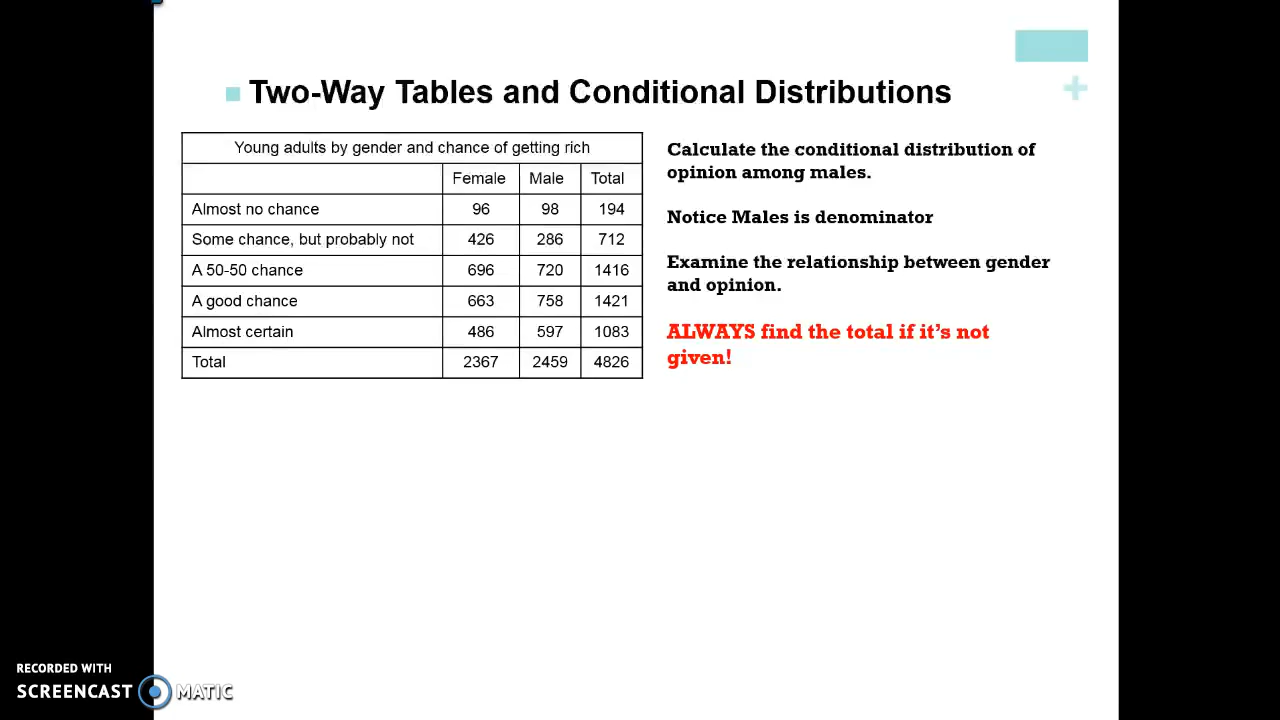 Two-Way Tables and Conditional Distributions
Young adults by gender and chance of getting rich
Female Male Total
Almost no chance 96 98 194
Some chance, but probably not 426 286 712
A 50-50 chance 696 720 1416
A good chance 663 758 1421
Almost certain 486 597 1083
Total 2367 2459 4826
Calculate the conditional distribution of
opinion among males.
Notice Males is denominator
Examine the relationship between gender
and opinion.
ALWAYS find the total if it's not
given!
RECORDED WITH
SCREENCAST MATIC